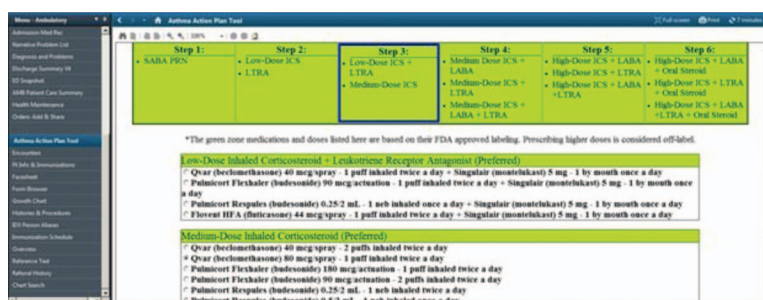 Menu - Ambulatory
Asthma Action Plan Tool
Full screen
Print
7 minutes
Admission Med Rec
Narrative Problem List
Diagnosis and Problems
Discharge Summary V4
ED Snapshot
AMB Patient Care Summary
Health Maintenance
Orders- Add & Share
Asthma Action Plan Tool
Encounters
Pt Info & Immunizations
Facesheet
Form Browser
Growth Chart
Histories & Procedures
IDX Person Aliases
Immunization Schedule
Overview
Reference Text
Referral History
Chart Search
100%
Step 1:
• SABA PRN
Step 2:
• Low-Dose ICS
• LTRA
Step 3:
• Low-Dose ICS +
LTRA
• Medium-Dose ICS
Step 4:
• Medium Dose ICS +
LABA
• Medium-Dose ICS +
LTRA
• Medium-Dose ICS +
LABA + LTRA
Step 5:
• High-Dose ICS + LABA
• High-Dose ICS + LABA
+LTRA
Step 6:
• High-Dose ICS + LABA
+ Oral Steroid
• High-Dose ICS + LTRA
+ Oral Steroid
• High-Dose ICS + LABA
+LTRA + Oral Steroid
*The green zone medications and doses listed here are based on their FDA approved labeling. Prescribing higher doses is considered off-label.
Low-Dose Inhaled Corticosteroid + Leukotriene Receptor Antagonist (Preferred)
Qvar (beclomethasone) 40 mcg/spray - 1 puff inhaled twice a day + Singulair (montelukast) 5 mg - 1 by mouth once a day
Pulmicort Flexhaler (budesonide) 90 mcg/actuation - 1 puff inhaled twice a day + Singulair (montelukast) 5 mg - 1 by mouth once
a day
Pulmicort Respules (budesonide) 0.25/2 mL - 1 neb inhaled once a day + Singulair (montelukast) 5 mg - 1 by mouth once a day
Flovent HFA (fluticasone) 44 mcg/spray - 1 puff inhaled twice a day + Singulair (montelukast) 5 mg - 1 by mouth once a day
Medium-Dose Inhaled Corticosteroid (Preferred)
Qvar (beclomethasone) 40 mcg/spray - 2 puffs inhaled twice a day
Qvar (beclomethasone) 80 mcg/spray - 1 puff inhaled twice a day
Pulmicort Flexhaler (budesonide) 180 mcg/actuation - 1 puff inhaled twice a day
Pulmicort Flexhaler (budesonide) 90 mcg/actuation - 2 puffs inhaled twice a day
Pulmicort Respules (budesonide) 0.25/2 mL - 1 neb inhaled twice a day